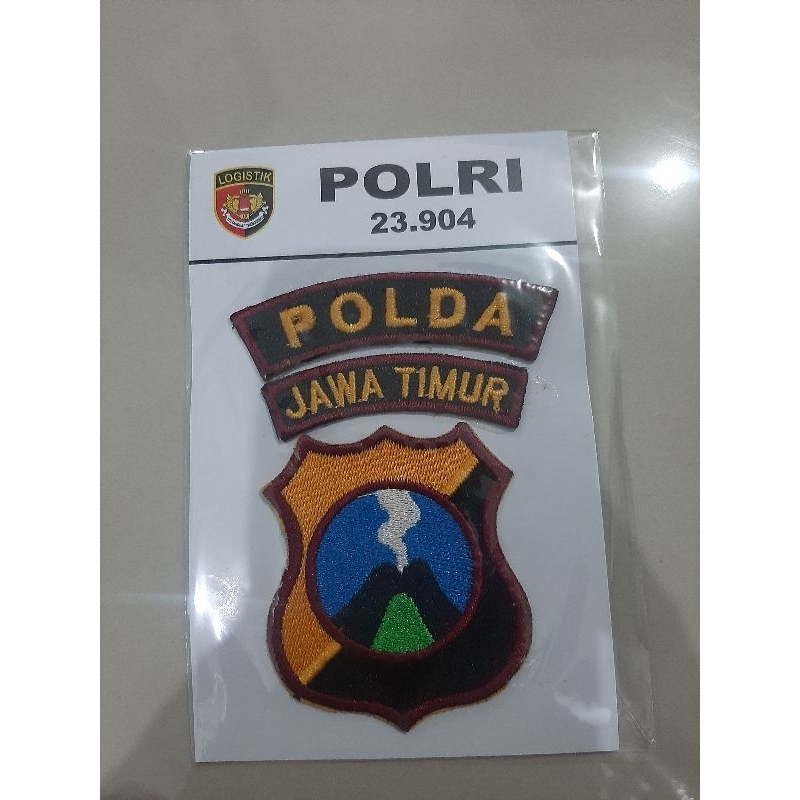 LOGISTIK
POLRI
23.904
POLDA
JAWA TIMUR